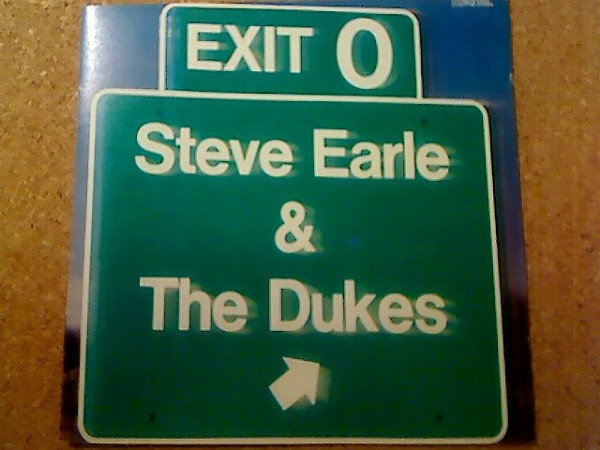 EXIT 0
Steve Earle
&
The Dukes